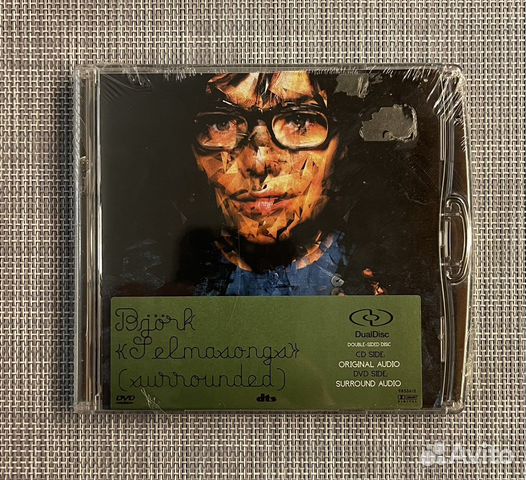 Björk
«Selmasongs»
(surrounded)
DualDisc
DOUBLE-SIDED DISC
CD SIDE:
ORIGINAL AUDIO
DVD SIDE:
SURROUND AUDIO
DVD
dts
Avito